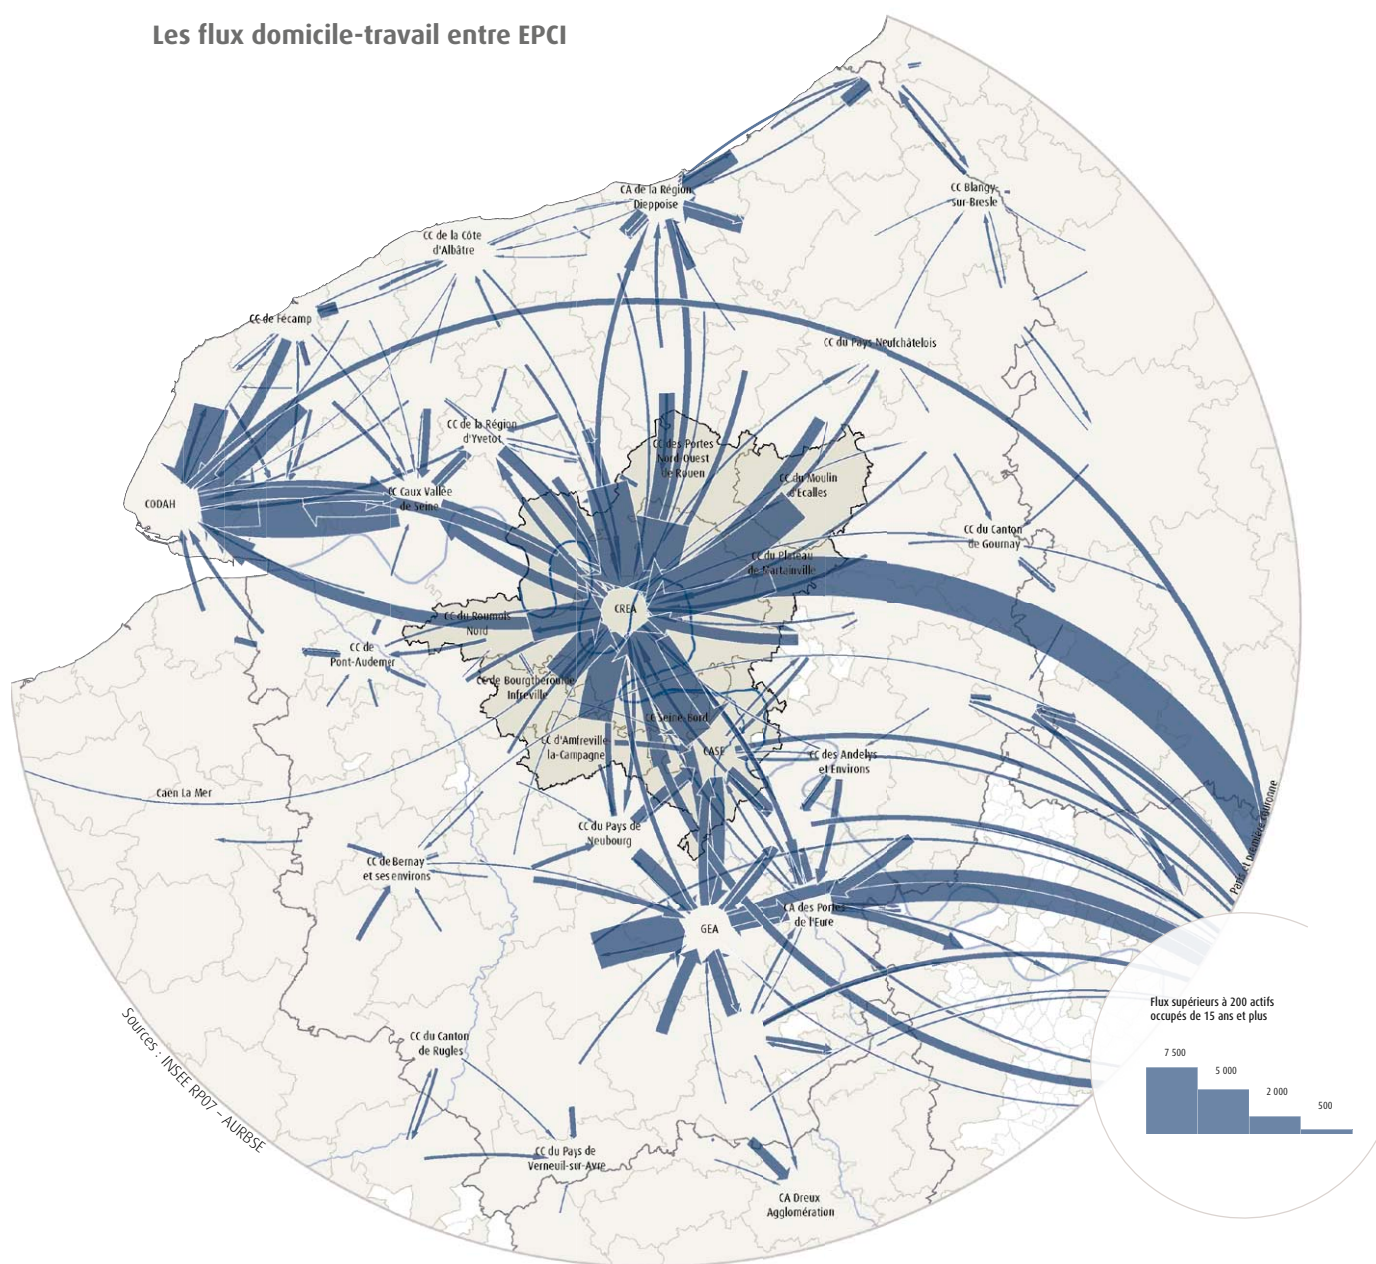 Les flux domicile-travail entre EPCI
CA de la Région
Dieppoise
CC Blangy-
sur-Bresle
CC de la Côte
d'Albâtre
CC de Fécamp
CC du Pays Neufchâtelois
CC de la Région
d'Yvetot
CC des Portes
Nord-Ouest
de Rouen
CC du Moulin
d'Ecalles
CODAH
CC Caux Vallée
de Seine
CC du Canton
de Gournay
CC du Plateau
de Martainville
CREA
CC du Roumois
Nord
CC de
Pont-Audemer
CC de Bourgtheroulde
Infreville
CC Seine-Bord
CC d'Amfreville-
la-Campagne
CASE
CC des Andelys
et Environs
Caen La Mer
CC du Pays de
Neubourg
Paris et première couronne
CC de Bernay
et ses environs
CA des Portes
de l'Eure
GEA
Flux supérieurs à 200 actifs
occupés de 15 ans et plus
7 500
5 000
2 000
500
CC du Canton
de Rugles
Sources : INSEE RP07 – AURBSE
CC du Pays de
Verneuil-sur-Avre
CA Dreux
Agglomération